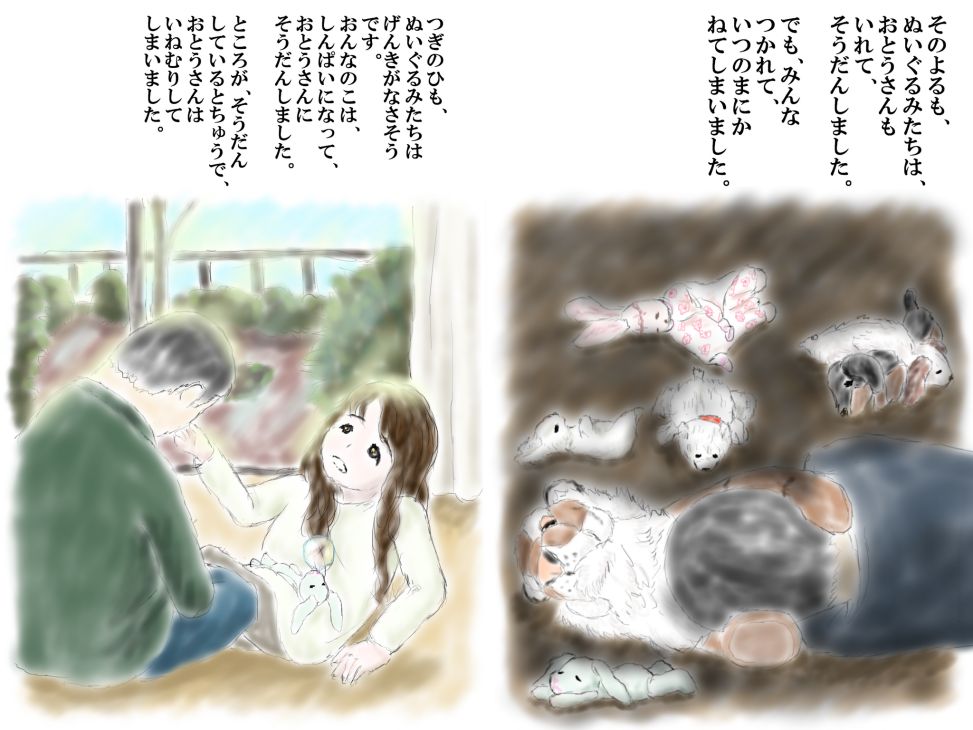 そのよるも、
ぬいぐるみたちは、
おとうさんも
いれて、
そうだんしました。
でも、みんな
つかれて、
いつのまにか
ねてしまいました。
つぎのひも、
ぬいぐるみたちは
げんきがなさそう
です。
おんなのこは、
しんぱいになって、
おとうさんに
そうだんしました。
ところが、そうだん
しているとちゅうで、
おとうさんは
いねむりして
しまいました。